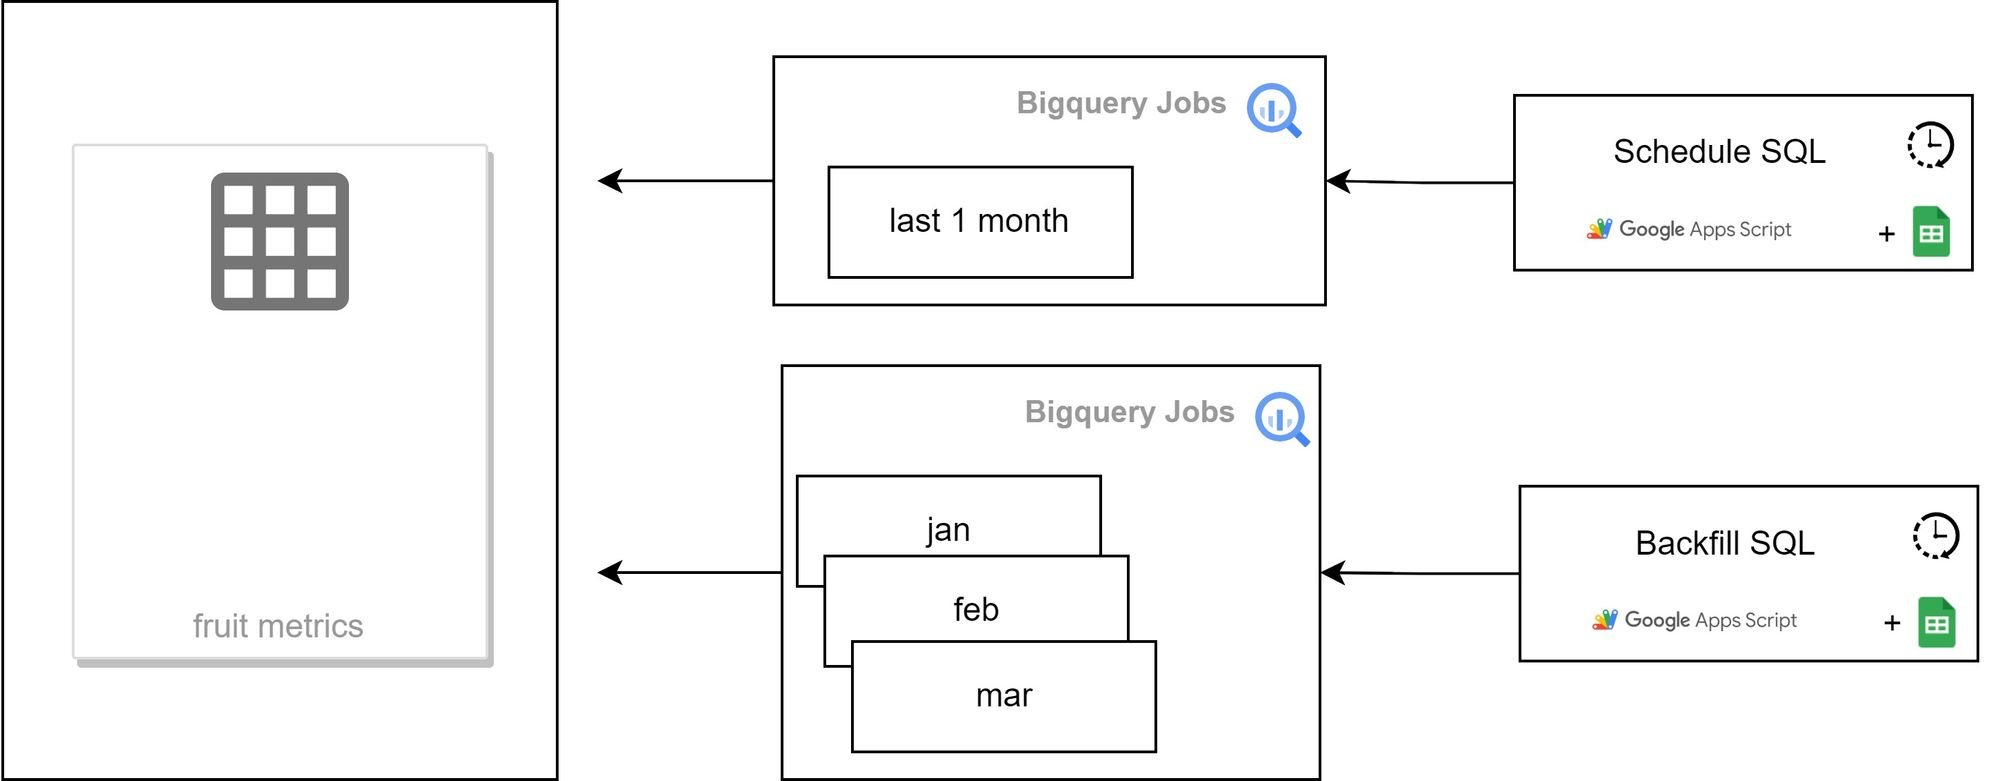 Bigquery Jobs
last 1 month
Schedule SQL
Google Apps Script
+
fruit metrics
Bigquery Jobs
jan
feb
mar
Backfill SQL
Google Apps Script
+